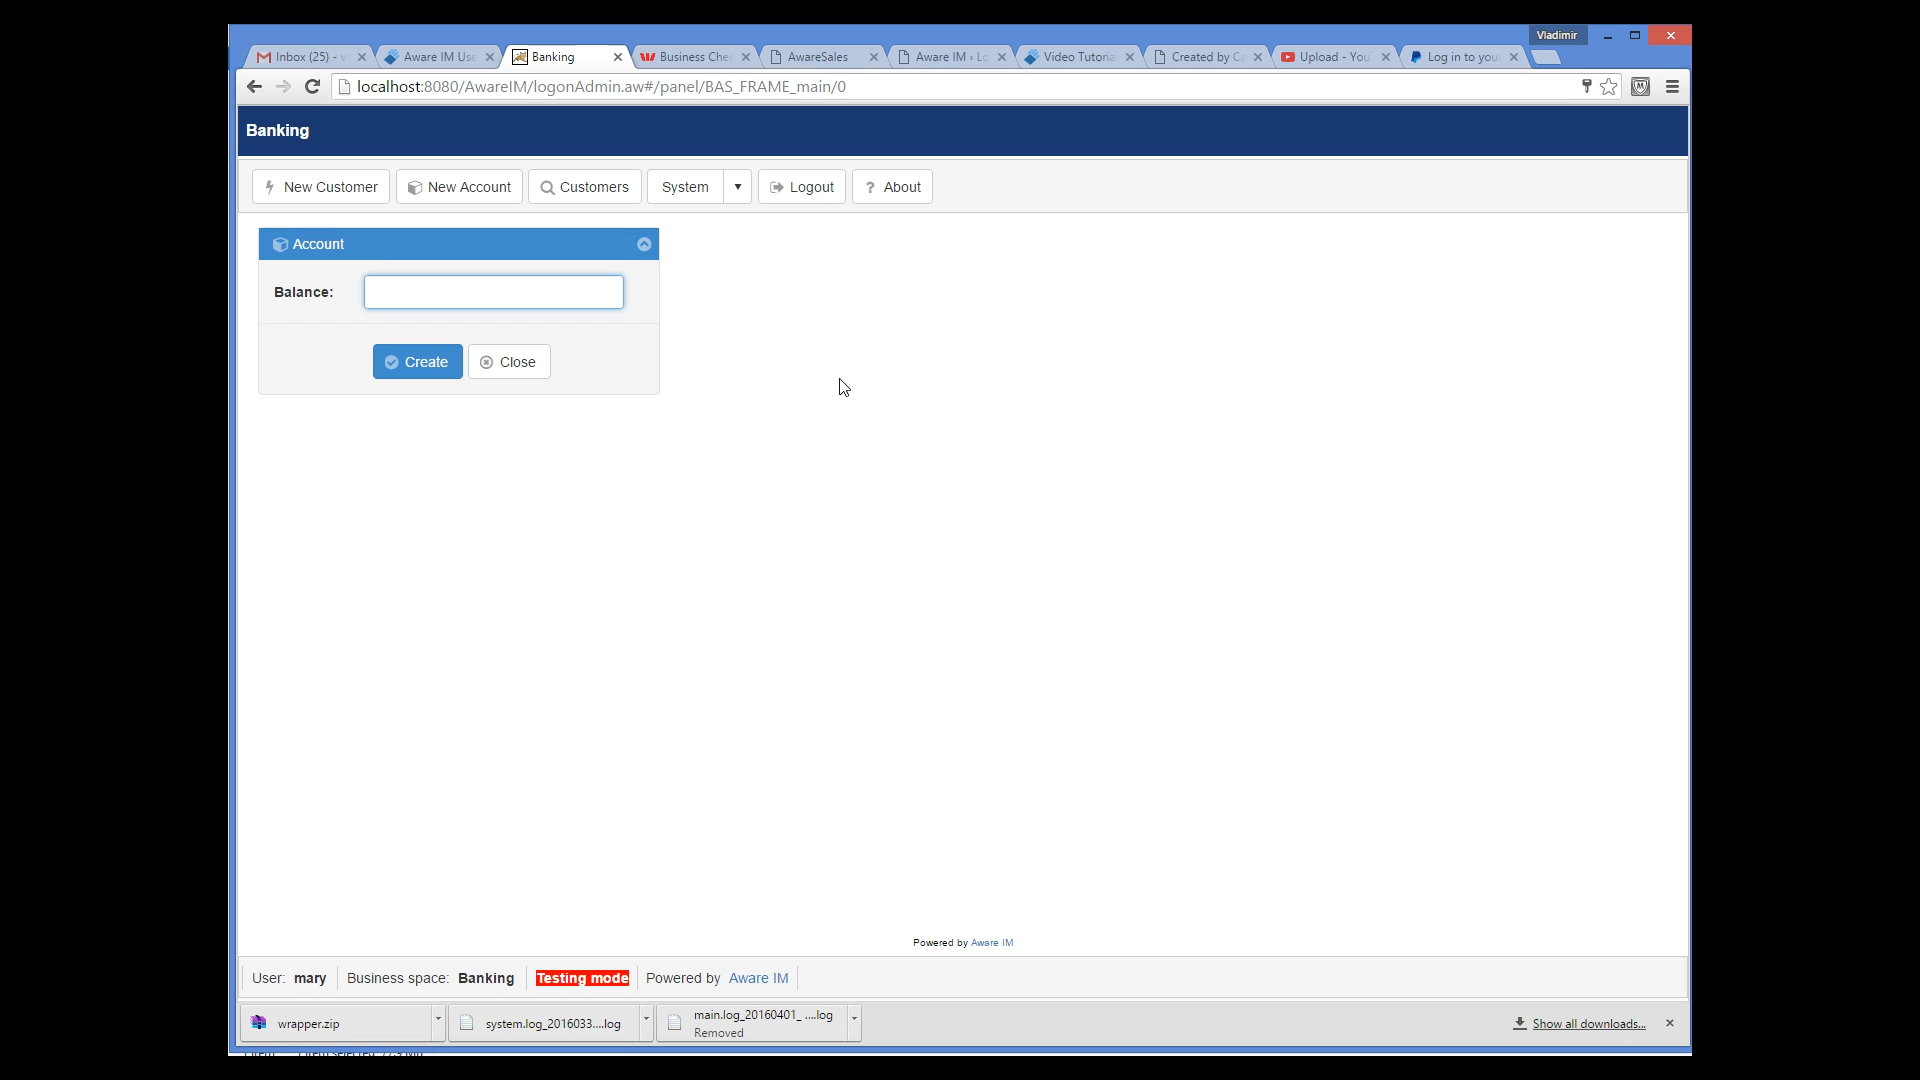 Vladimir
Inbox (25) - v
Aware IM Use
Banking
Business Che
AwareSales
Aware IM › Lo
Video Tutoria
Created by C
Upload - You
Log in to you
localhost:8080/AwareIM/logonAdmin.aw#/panel/BAS_FRAME_main/0
Banking
New Customer
New Account
Customers
System
Logout
? About
Account
Balance:
Create
Close
Powered by Aware IM
User: mary
Business space: Banking
Testing mode
Powered by Aware IM
wrapper.zip
system.log_2016033....log
main.log_20160401_ ....log
Removed
Show all downloads...